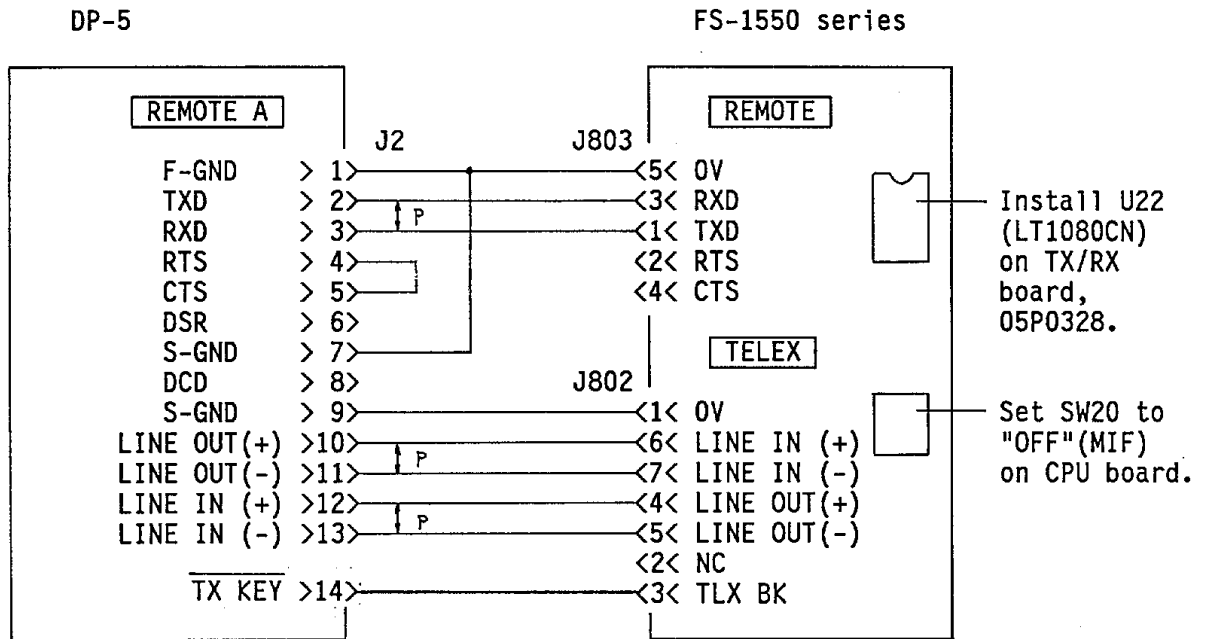 DP-5 FS-1550 series
REMOTE A REMOTE
J2 J803
F-GND > 1> <5< 0V
TXD > 2> <3< RXD
P
RXD > 3> <1< TXD
RTS > 4> <2< RTS
CTS > 5> <4< CTS
DSR > 6>
S-GND > 7>
DCD > 8>
Install U22
(LT1080CN)
on TX/RX
board,
05P0328.
TELEX
J802
S-GND > 9> <1< 0V
LINE OUT(+) >10> <6< LINE IN (+)
P
LINE OUT(-) >11> <7< LINE IN (-)
LINE IN (+) >12> <4< LINE OUT(+)
P
LINE IN (-) >13> <5< LINE OUT(-)
<2< NC
TX KEY >14> <3< TLX BK
Set SW20 to
"OFF"(MIF)
on CPU board.